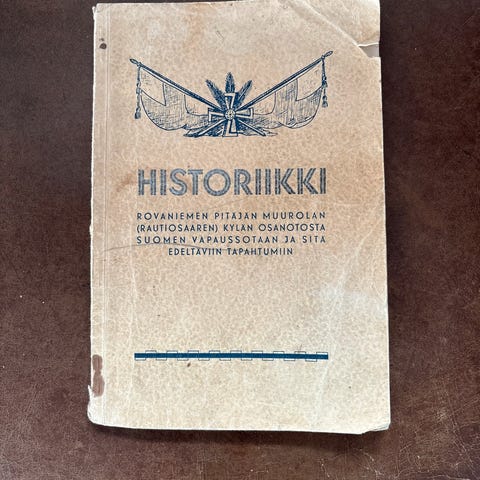 HISTORIIKKI
ROVANIEMEN PITÄJÄN MUUROLAN
(RAUTIOSAAREN) KYLÄN OSANOTOSTA
SUOMEN VAPAUSSOTAAN JA SITÄ
EDELTÄVIIN TAPAHTUMIIN